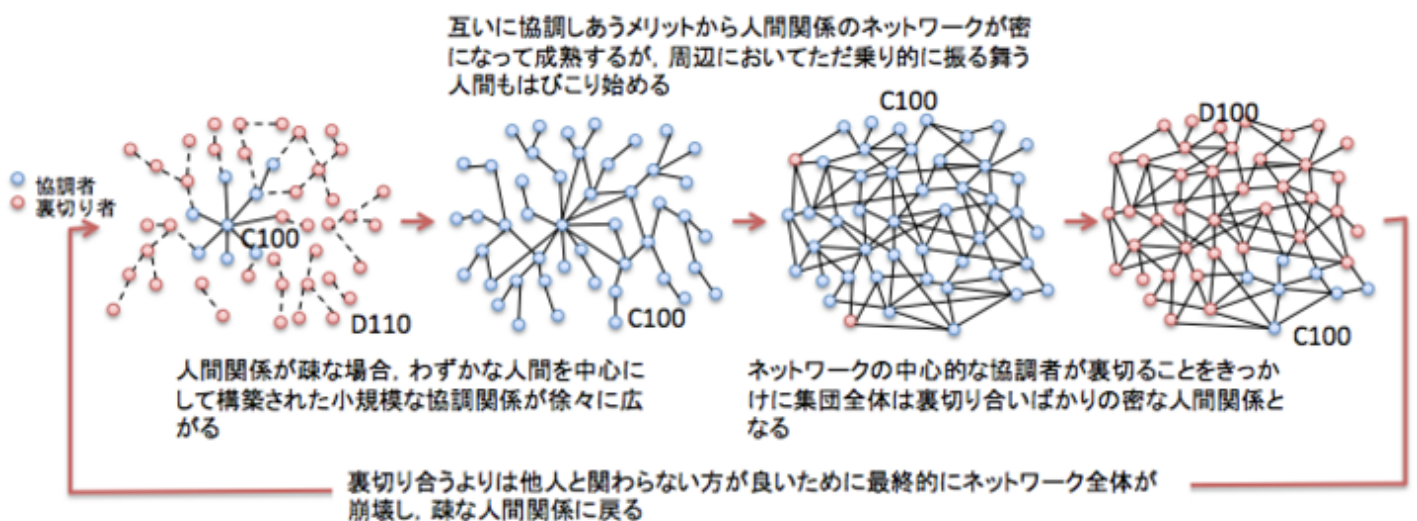 互いに協調しあうメリットから人間関係のネットワークが密
になって成熟するが，周辺においてただ乗り的に振る舞う
人間もはびこり始める
C100
D100
協調者
裏切り者
C100
D110
C100
C100
人間関係が疎な場合，わずかな人間を中心に
して構築された小規模な協調関係が徐々に広
がる
ネットワークの中心的な協調者が裏切ることをきっか
けに集団全体は裏切り合いばかりの密な人間関係と
なる
裏切り合うよりは他人と関わらない方が良いために最終的にネットワーク全体が
崩壊し，疎な人間関係に戻る